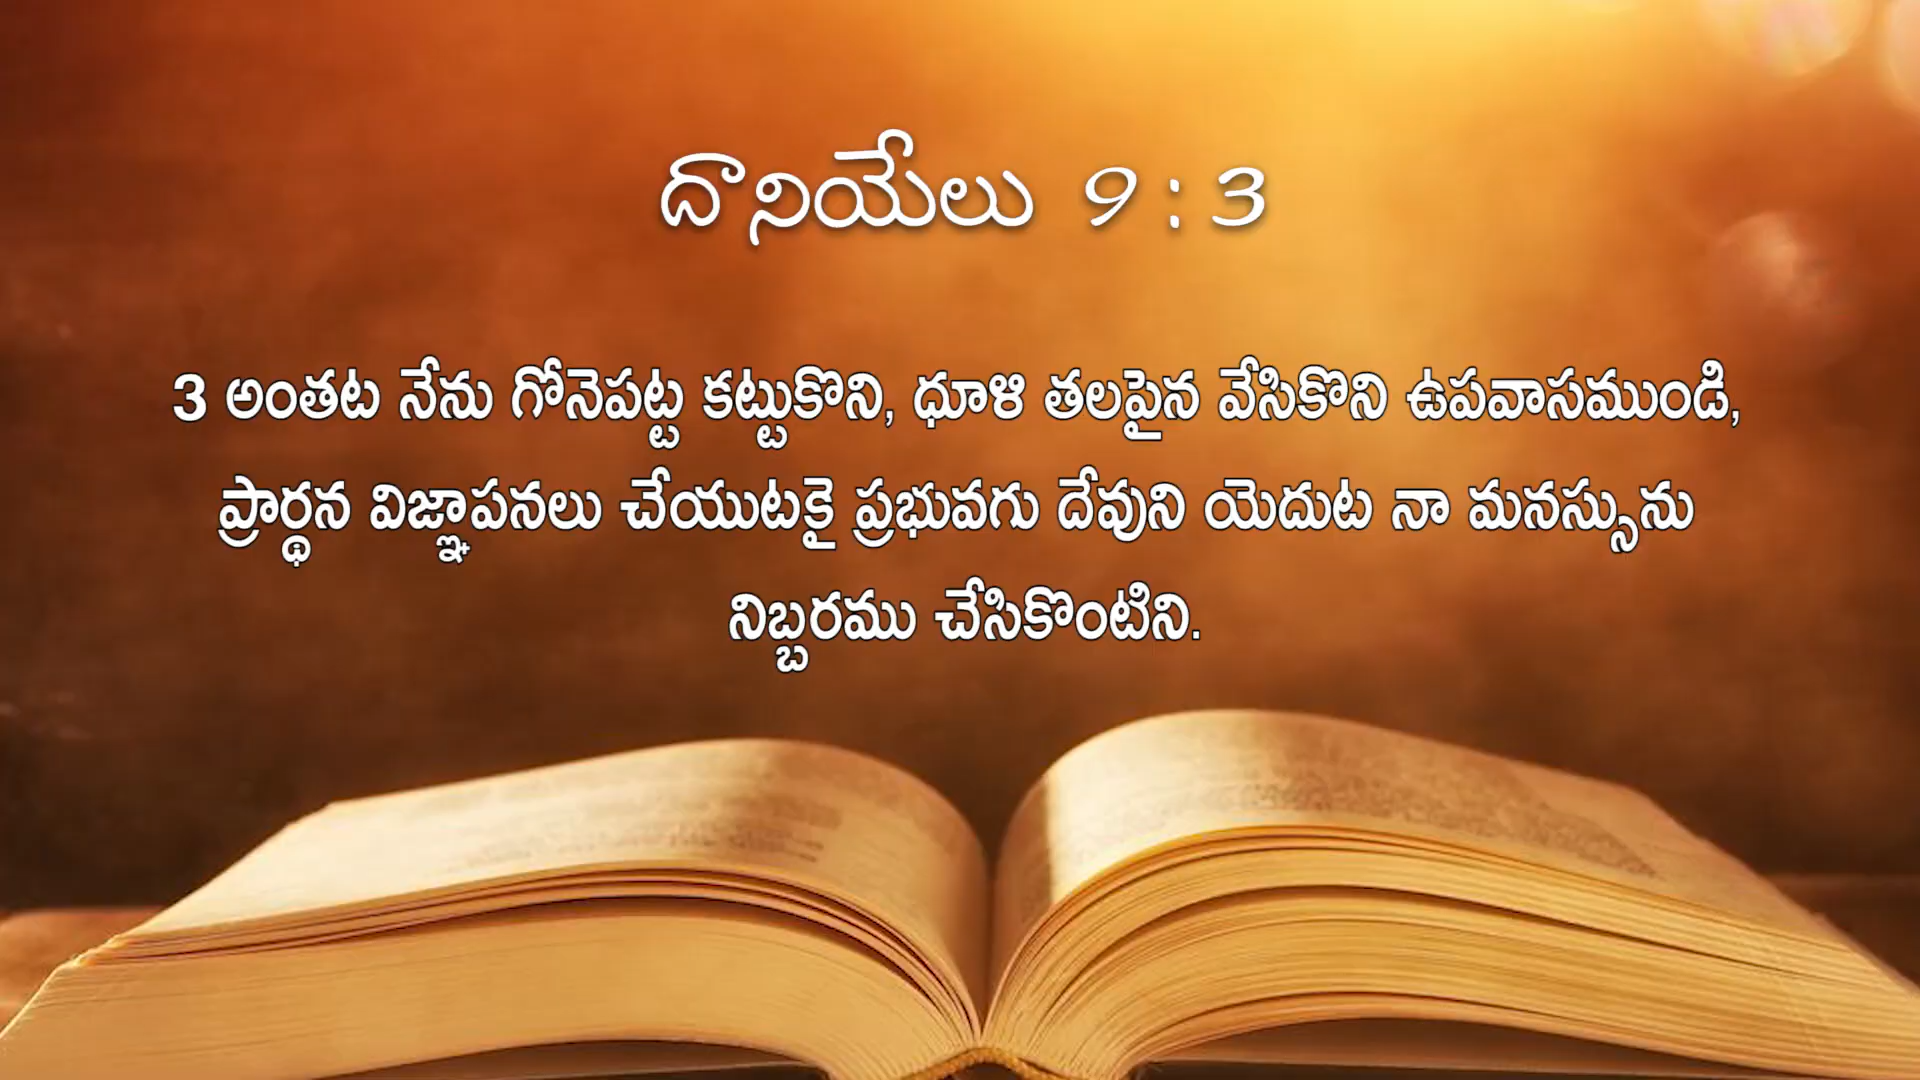 దానియేలు 9 : 3
3 అంతట నేను గోనెపట్ట కట్టుకొని, ధూళి తలపైన వేసికొని ఉపవాసముండి,
ప్రార్థన విజ్ఞాపనలు చేయుటకై ప్రభువగు దేవుని యెదుట నా మనస్సును
నిబ్బరము చేసికొంటిని.